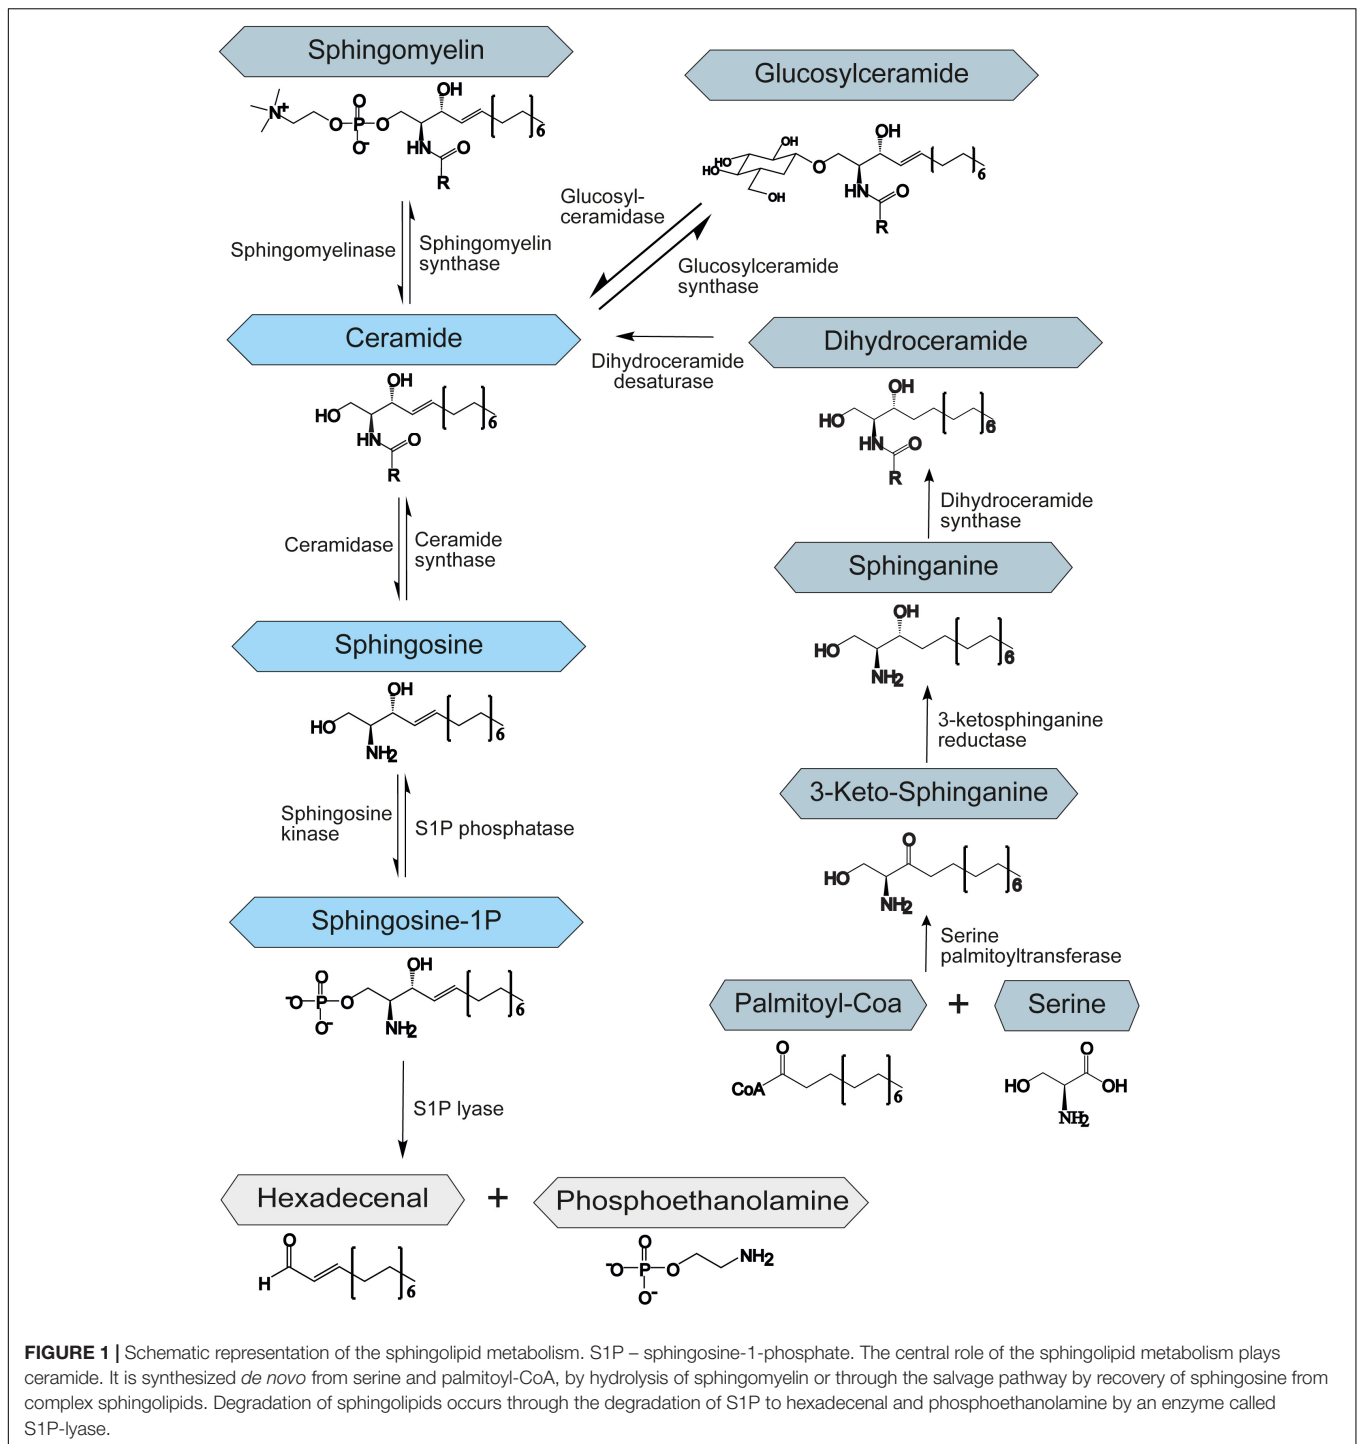 Sphingomyelin
Glucosylceramide
OH
N+
O
P
O
O
O-
HN
O
R
6
OH
OH
HO
HO
OH
O
HN
O
R
6
Glucosyl-
ceramidase
Sphingomyelinase
Sphingomyelin
synthase
Glucosylceramide
synthase
Ceramide
Dihydroceramide
Dihydroceramide
desaturase
OH
HO
HN
O
R
6
OH
HO
HN
O
R
6
Ceramidase
Ceramide
synthase
Dihydroceramide
synthase
Sphinganine
OH
HO
NH2
6
Sphingosine
OH
HO
NH2
6
3-ketosphinganine
reductase
Sphingosine
kinase
S1P phosphatase
3-Keto-Sphinganine
O
HO
NH2
6
Sphingosine-1P
OH
O
-O
P
O
O-
NH2
6
Serine
palmitoyltransferase
Palmitoyl-Coa + Serine
O
CoA
6
O
HO
OH
NH2
S1P lyase
Hexadecenal + Phosphoethanolamine
O
H
6
O
-O
P
O
O-
NH2
FIGURE 1 | Schematic representation of the sphingolipid metabolism. S1P – sphingosine-1-phosphate. The central role of the sphingolipid metabolism plays
ceramide. It is synthesized de novo from serine and palmitoyl-CoA, by hydrolysis of sphingomyelin or through the salvage pathway by recovery of sphingosine from
complex sphingolipids. Degradation of sphingolipids occurs through the degradation of S1P to hexadecenal and phosphoethanolamine by an enzyme called
S1P-lyase.